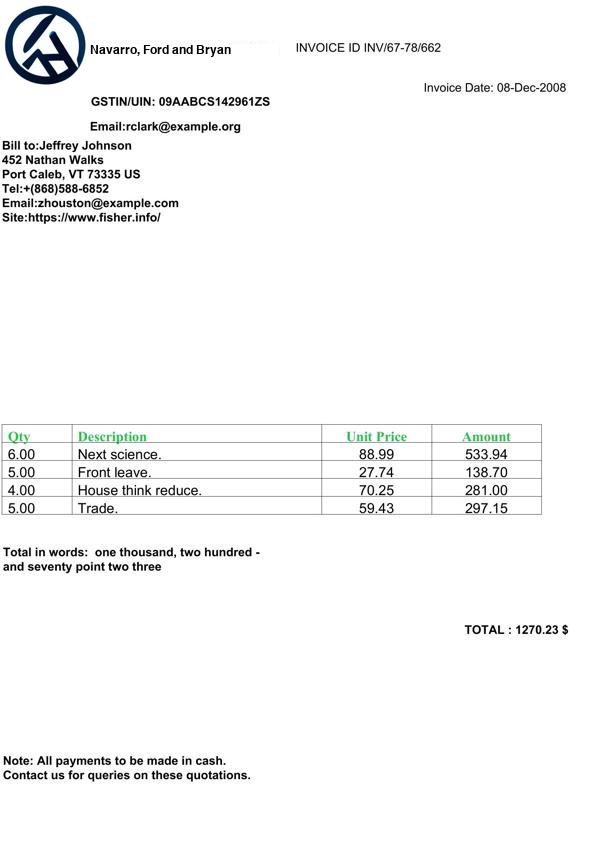 Navarro, Ford and Bryan
INVOICE ID INV/67-78/662
Invoice Date: 08-Dec-2008
GSTIN/UIN: 09AABCS142961ZS
Email:rclark@example.org
Bill to:Jeffrey Johnson
452 Nathan Walks
Port Caleb, VT 73335 US
Tel:+(868)588-6852
Email:zhouston@example.com
Site:https://www.fisher.info/
Qty Description Unit Price Amount
6.00 Next science. 88.99 533.94
5.00 Front leave. 27.74 138.70
4.00 House think reduce. 70.25 281.00
5.00 Trade. 59.43 297.15
Total in words: one thousand, two hundred -
and seventy point two three
TOTAL : 1270.23 $
Note: All payments to be made in cash.
Contact us for queries on these quotations.